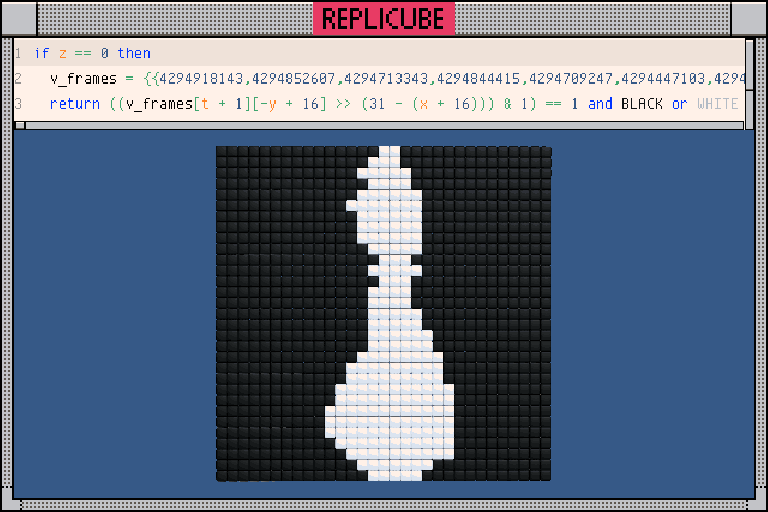 REPLICUBE
1 if z == 0 then
2 v_frames = {{4294918143,4294852607,4294713343,4294844415,4294709247,4294447103,4294
3 return ((v_frames[t + 1][-y + 16] >> (31 - (x + 16))) & 1) == 1 and BLACK or WHITE